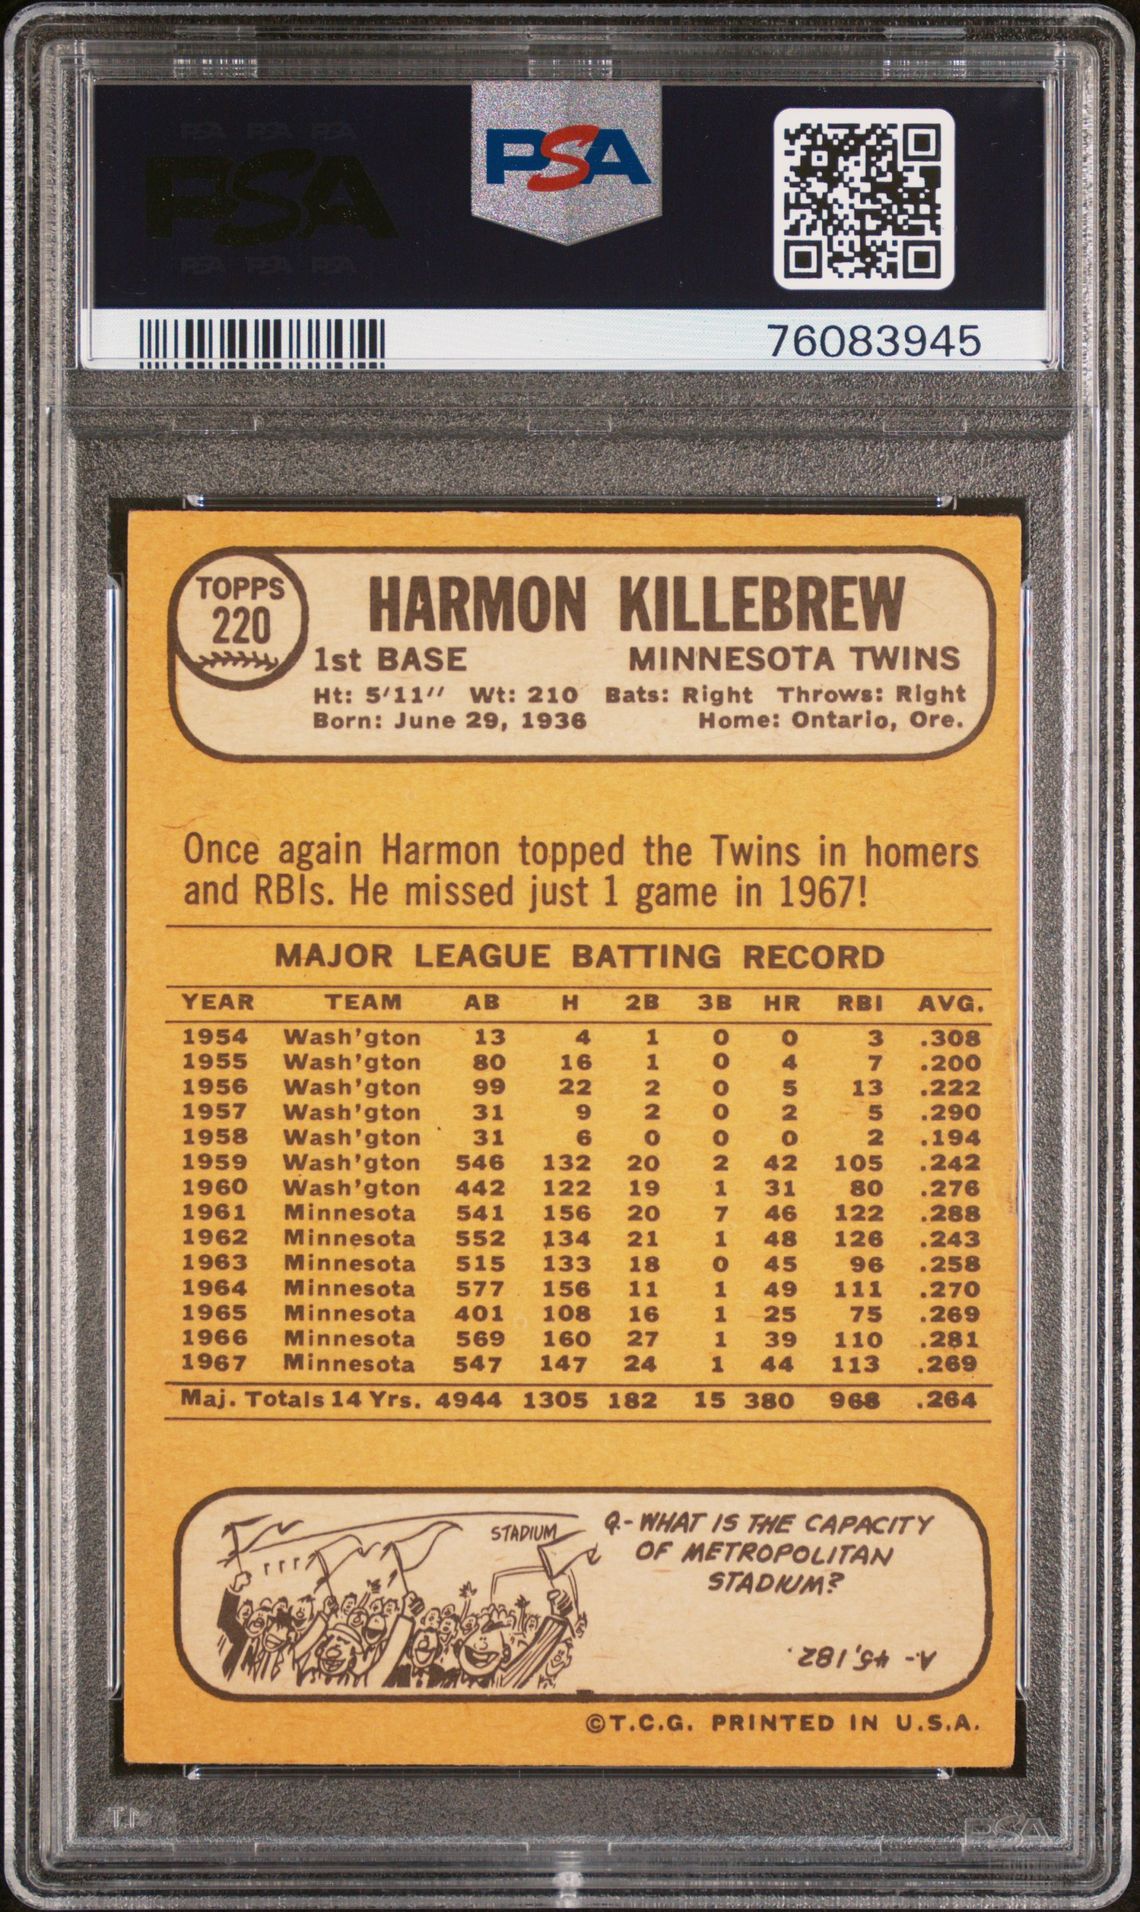 PSA PSA PSA
PSA
PSA PSA PSA
PSA
76083945
TOPPS
220
HARMON KILLEBREW
1st BASE MINNESOTA TWINS
Ht: 5'11" Wt: 210 Bats: Right Throws: Right
Born: June 29, 1936 Home: Ontario, Ore.
Once again Harmon topped the Twins in homers
and RBIs. He missed just 1 game in 1967!
MAJOR LEAGUE BATTING RECORD
YEAR TEAM AB H 2B 3B HR RBI AVG.
1954 Wash'gton 13 4 1 0 0 3 .308
1955 Wash'gton 80 16 1 0 4 7 .200
1956 Wash'gton 99 22 2 0 5 13 .222
1957 Wash'gton 31 9 2 0 2 5 .290
1958 Wash'gton 31 6 0 0 0 2 .194
1959 Wash'gton 546 132 20 2 42 105 .242
1960 Wash'gton 442 122 19 1 31 80 .276
1961 Minnesota 541 156 20 7 46 122 .288
1962 Minnesota 552 134 21 1 48 126 .243
1963 Minnesota 515 133 18 0 45 96 .258
1964 Minnesota 577 156 11 1 49 111 .270
1965 Minnesota 401 108 16 1 25 75 .269
1966 Minnesota 569 160 27 1 39 110 .281
1967 Minnesota 547 147 24 1 44 113 .269
Maj. Totals 14 Yrs. 4944 1305 182 15 380 968 .264
STADIUM
Q.- WHAT IS THE CAPACITY
OF METROPOLITAN
STADIUM?
A.- 45,182.
©T.C.G. PRINTED IN U.S.A.
PSA